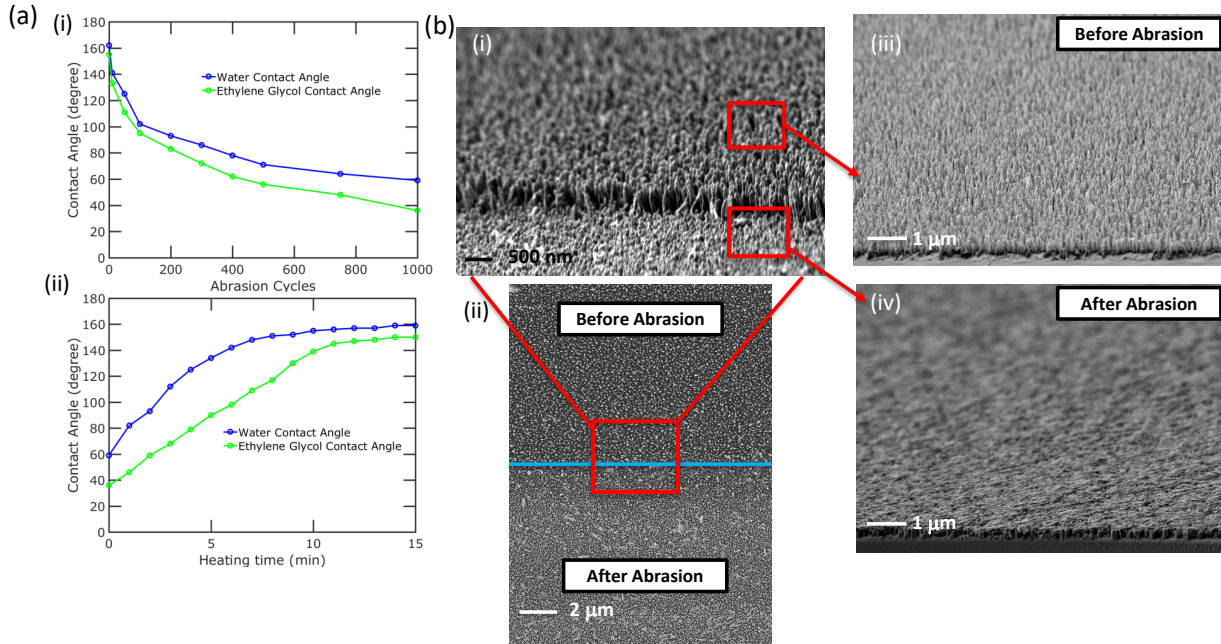 (a)
(i)
180
160
140
120
100
80
60
40
20
0
Contact Angle (degree)
Water Contact Angle
Ethylene Glycol Contact Angle
0 200 400 600 800 1000
Abrasion Cycles
(ii)
180
160
140
120
100
80
60
40
20
0
Contact Angle (degree)
Water Contact Angle
Ethylene Glycol Contact Angle
0 5 10 15
Heating time (min)
(b)
(i)
500 nm
(ii)
Before Abrasion
After Abrasion
2 μm
(iii)
Before Abrasion
1 μm
(iv)
After Abrasion
1 μm